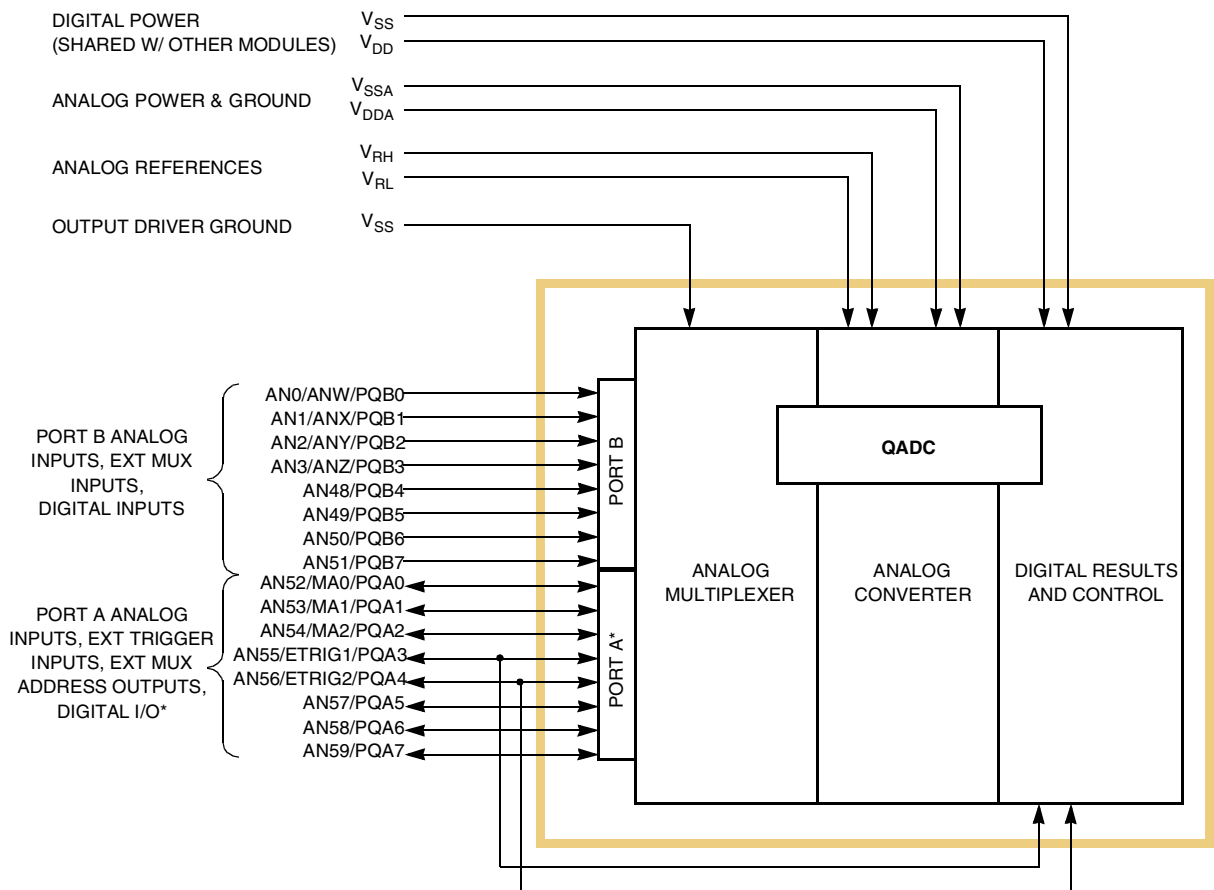 DIGITAL POWER
(SHARED W/ OTHER MODULES)
VSS
VDD
ANALOG POWER & GROUND
VSSA
VDDA
ANALOG REFERENCES
VRH
VRL
OUTPUT DRIVER GROUND
VSS
PORT B ANALOG
INPUTS, EXT MUX
INPUTS,
DIGITAL INPUTS
AN0/ANW/PQB0
AN1/ANX/PQB1
AN2/ANY/PQB2
AN3/ANZ/PQB3
AN48/PQB4
AN49/PQB5
AN50/PQB6
AN51/PQB7
PORT A ANALOG
INPUTS, EXT TRIGGER
INPUTS, EXT MUX
ADDRESS OUTPUTS,
DIGITAL I/O*
AN52/MA0/PQA0
AN53/MA1/PQA1
AN54/MA2/PQA2
AN55/ETRIG1/PQA3
AN56/ETRIG2/PQA4
AN57/PQA5
AN58/PQA6
AN59/PQA7
PORT B
PORT A*
QADC
ANALOG
MULTIPLEXER
ANALOG
CONVERTER
DIGITAL RESULTS
AND CONTROL